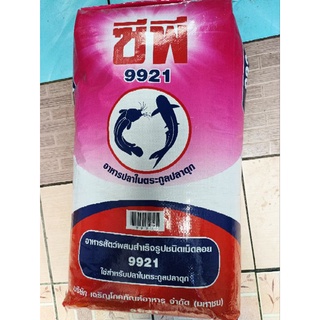 ซีพี
9921
อาหารปลาในตระกูลปลาดุก
อาหารสัตว์ผสมสำเร็จรูปชนิดเม็ดลอย
9921
ใช้สำหรับปลาในตระกูลปลาดุก
บริษัท เจริญโภคภัณฑ์อาหาร จำกัด (มหาชน)